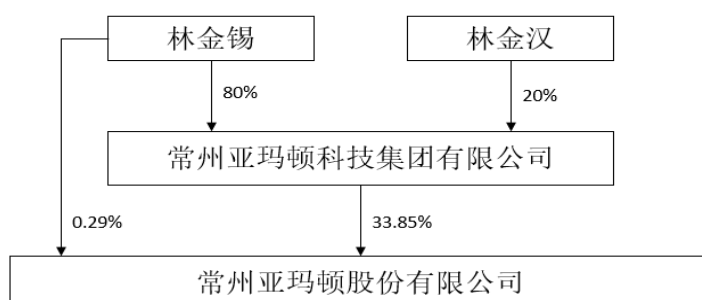 林金锡
林金汉
80%
20%
常州亚玛顿科技集团有限公司
0.29%
33.85%
常州亚玛顿股份有限公司